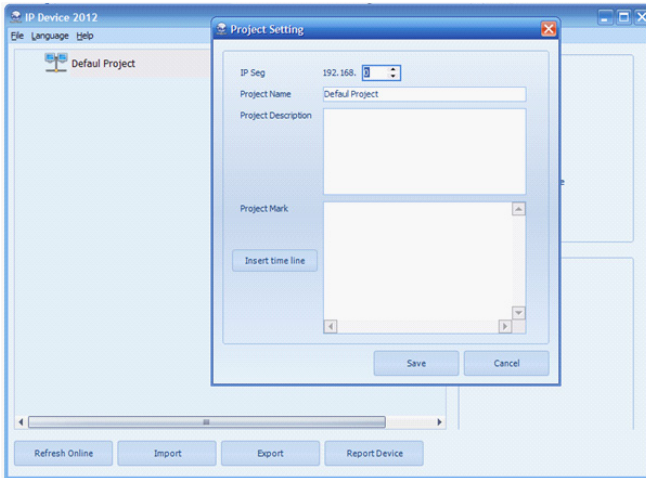 IP Device 2012
File Language Help
Defaul Project
Project Setting
IP Seg 192.168. 0
Project Name Defaul Project
Project Description
Project Mark
Insert time line
Save Cancel
Refresh Online Import Export Report Device